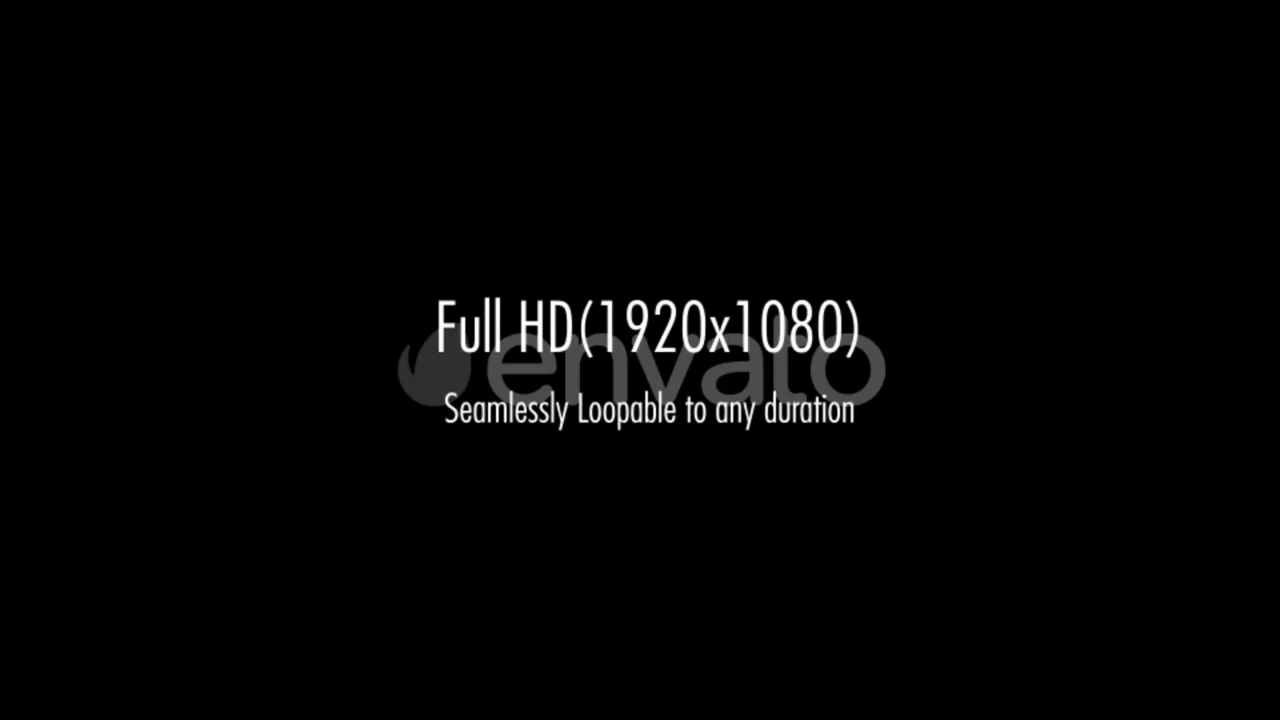 Full HD(1920x1080)
envato
Seamlessly Loopable to any duration